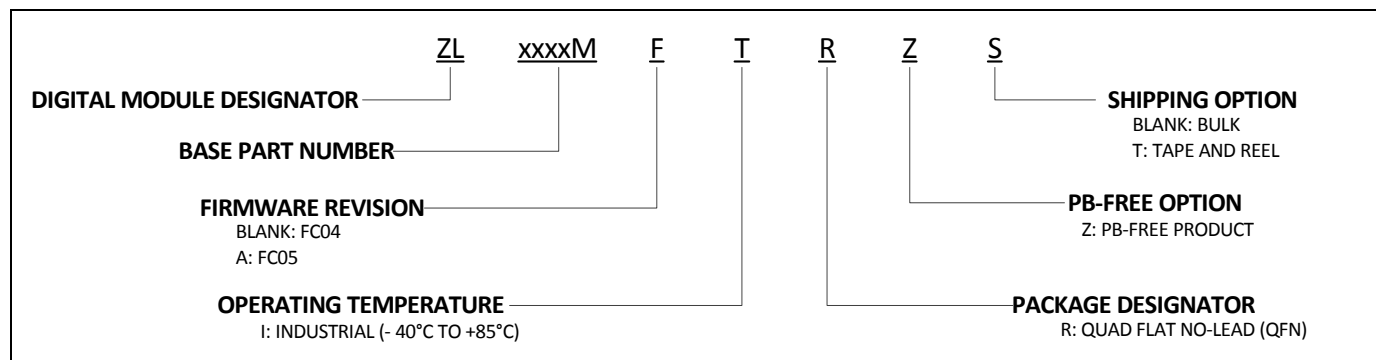 ZL xxxxM F T R Z S
DIGITAL MODULE DESIGNATOR
BASE PART NUMBER
FIRMWARE REVISION
BLANK: FC04
A: FC05
OPERATING TEMPERATURE
I: INDUSTRIAL (- 40°C TO +85°C)
SHIPPING OPTION
BLANK: BULK
T: TAPE AND REEL
PB-FREE OPTION
Z: PB-FREE PRODUCT
PACKAGE DESIGNATOR
R: QUAD FLAT NO-LEAD (QFN)